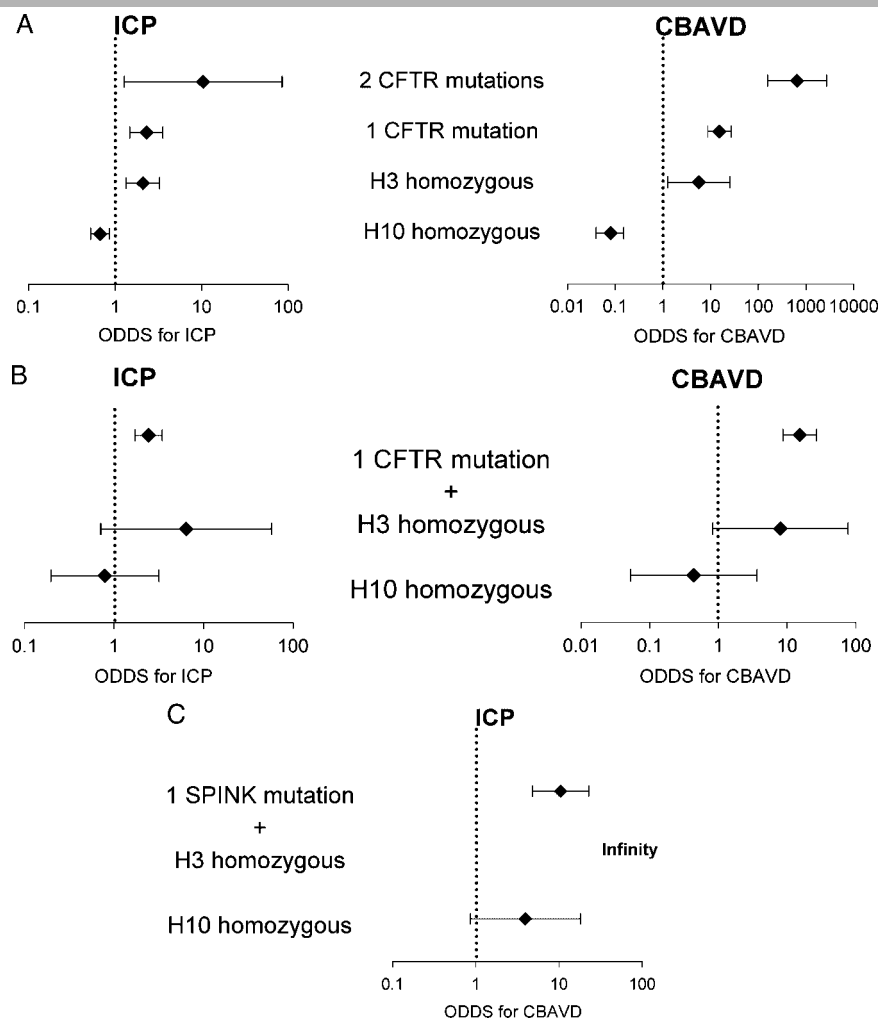 A
ICP
CBAVD
2 CFTR mutations
1 CFTR mutation
H3 homozygous
H10 homozygous
0.1 1 10 100
0.01 0.1 1 10 100 1000 10000
ODDS for ICP
ODDS for CBAVD
B
ICP
CBAVD
1 CFTR mutation
+
H3 homozygous
H10 homozygous
0.1 1 10 100
0.01 0.1 1 10 100
ODDS for ICP
ODDS for CBAVD
C
ICP
1 SPINK mutation
+
H3 homozygous
Infinity
H10 homozygous
0.1 1 10 100
ODDS for CBAVD